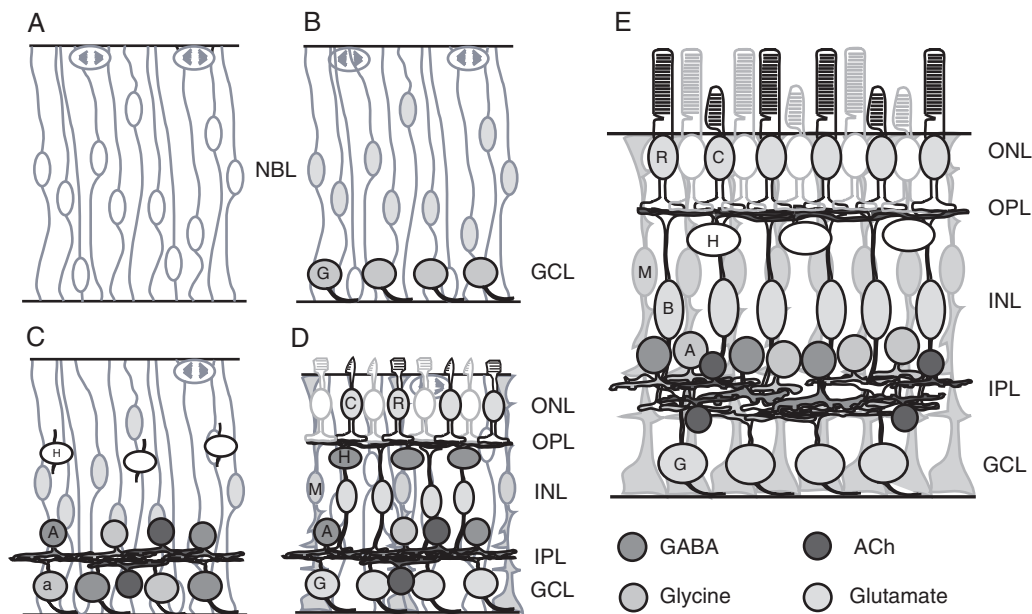 A
NBL
B
G
GCL
C
H
A
a
D
C
R
ONL
OPL
H
M
INL
A
IPL
G
GCL
E
R
C
ONL
OPL
H
M
INL
B
A
IPL
G
GCL
GABA
ACh
Glycine
Glutamate